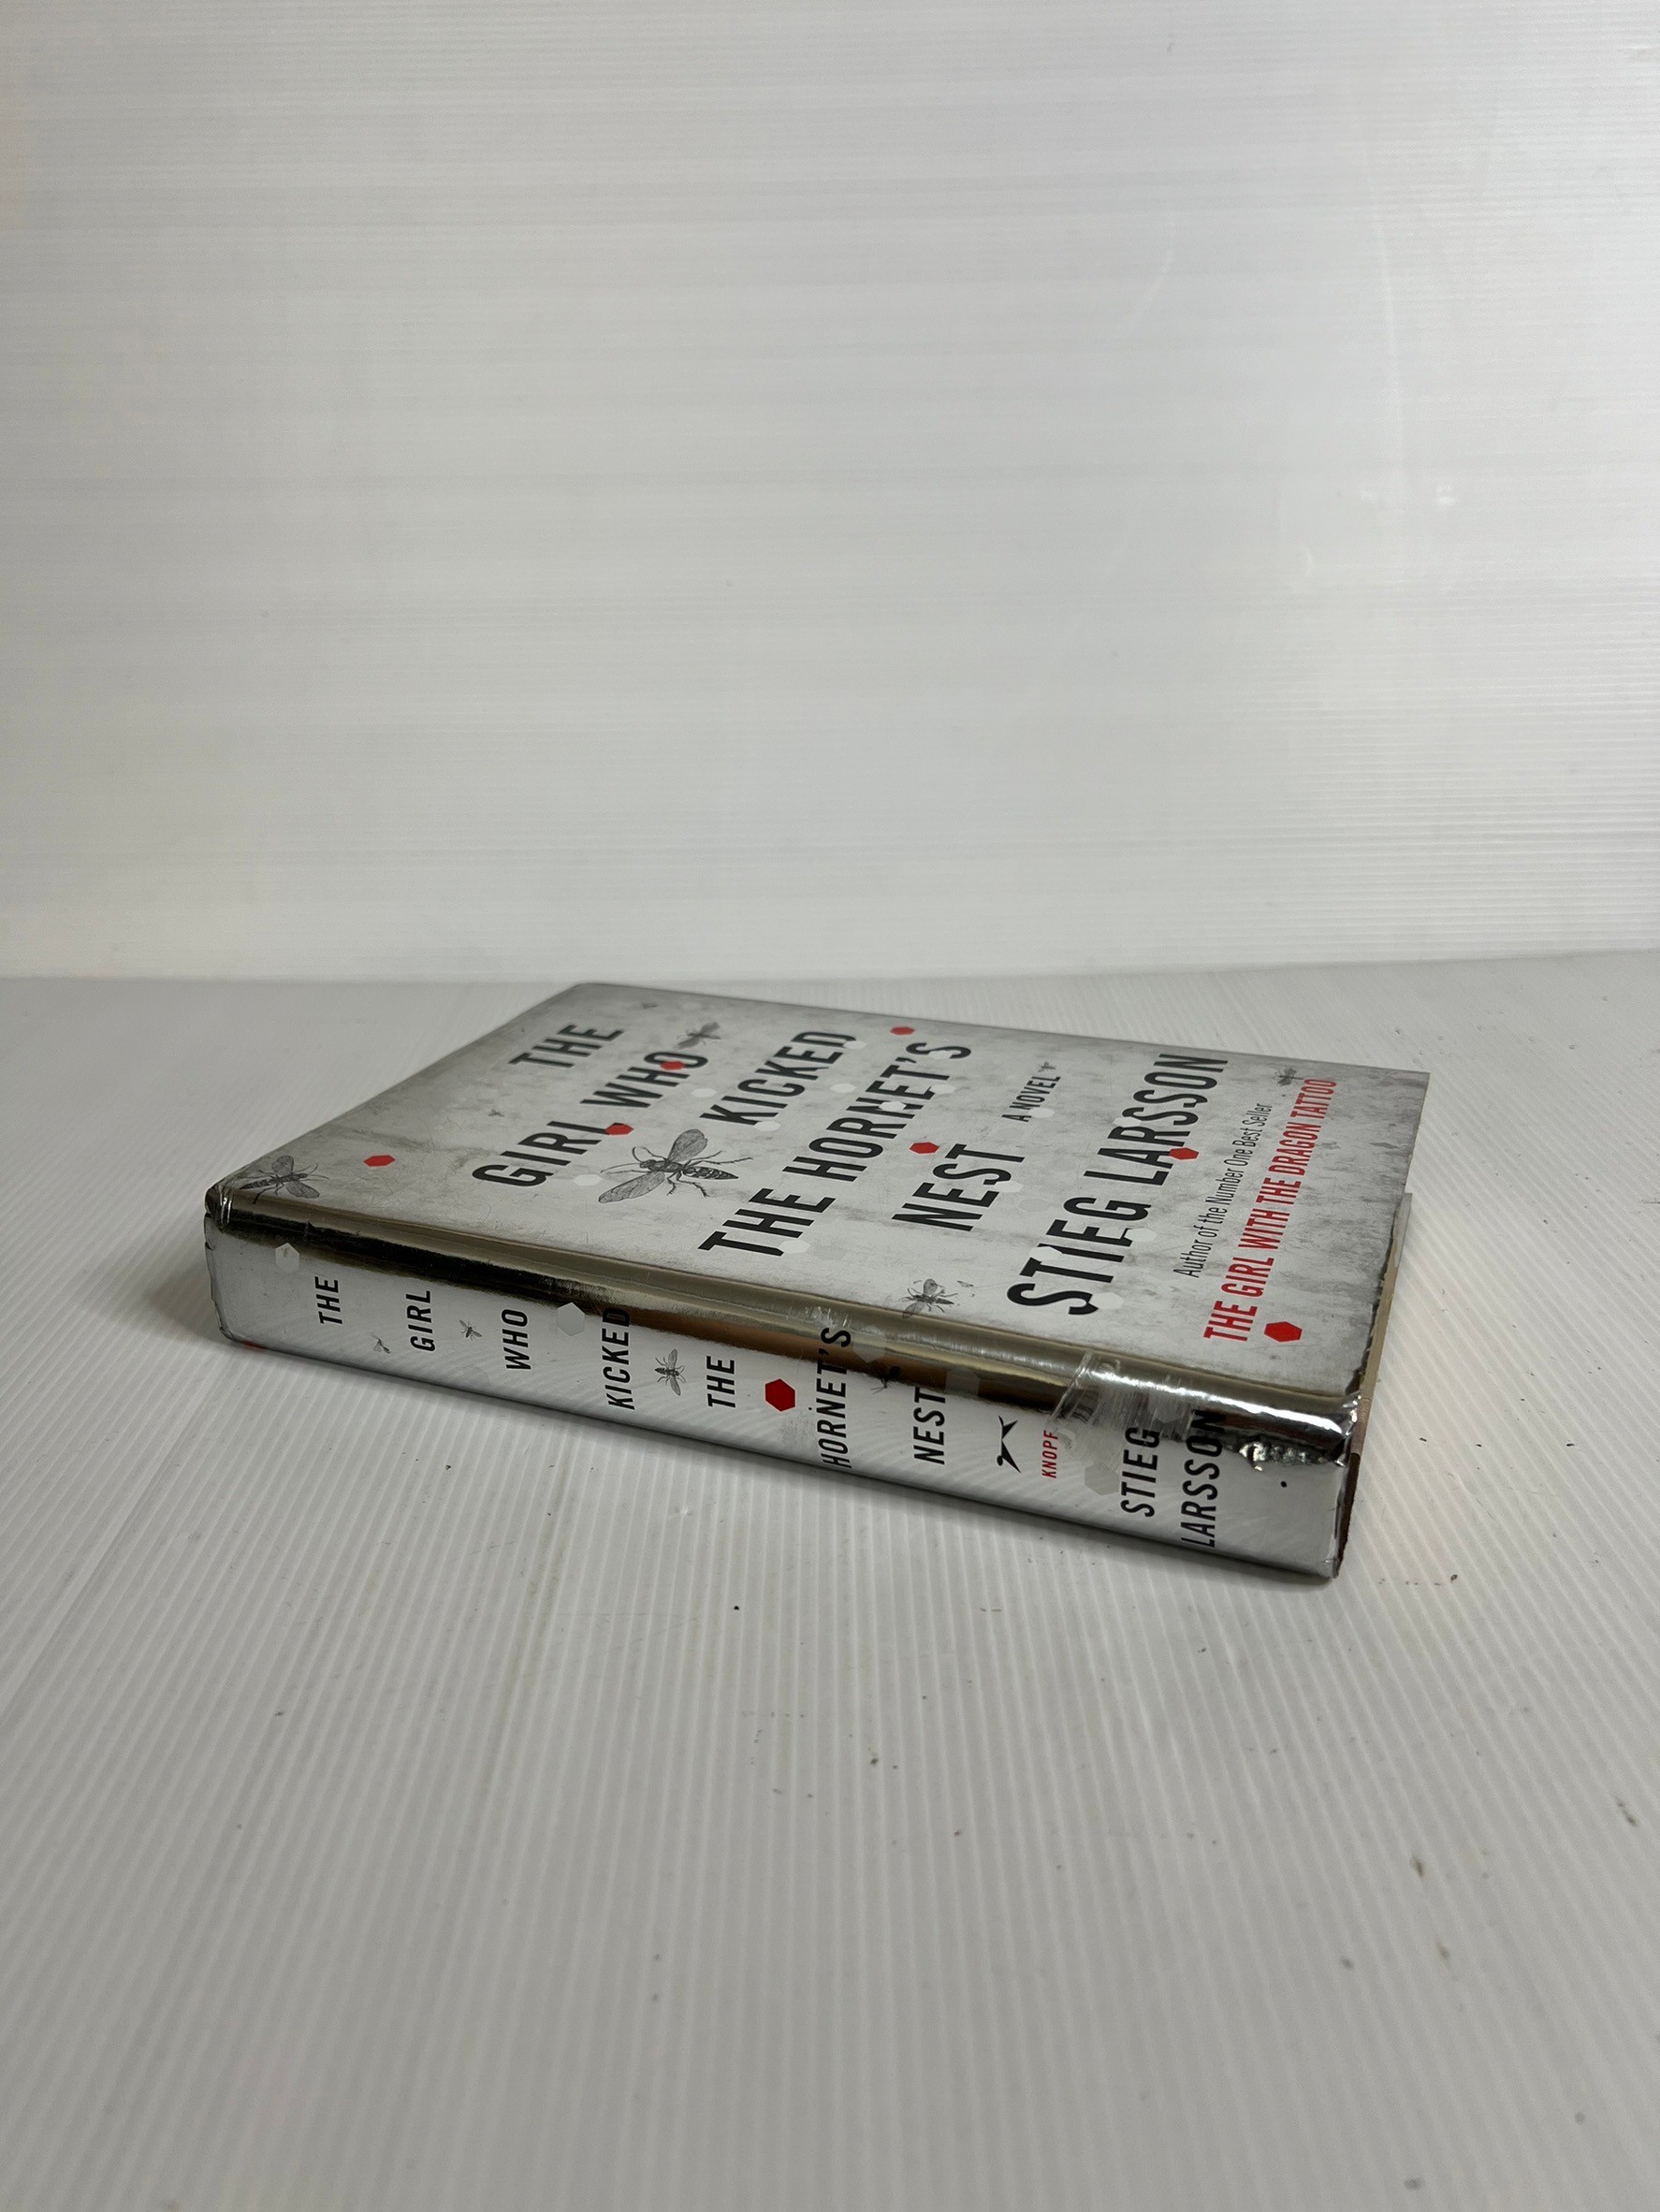 THE
GIRL WHO
KICKED
THE HORNET'S
NEST
A NOVEL
STIEG LARSSON
Author of the Number One Best Seller
THE GIRL WITH THE DRAGON TATTOO
THE
GIRL
WHO
KICKED
THE
HORNET'S
NEST
KNOPF
STIEG
LARSSON